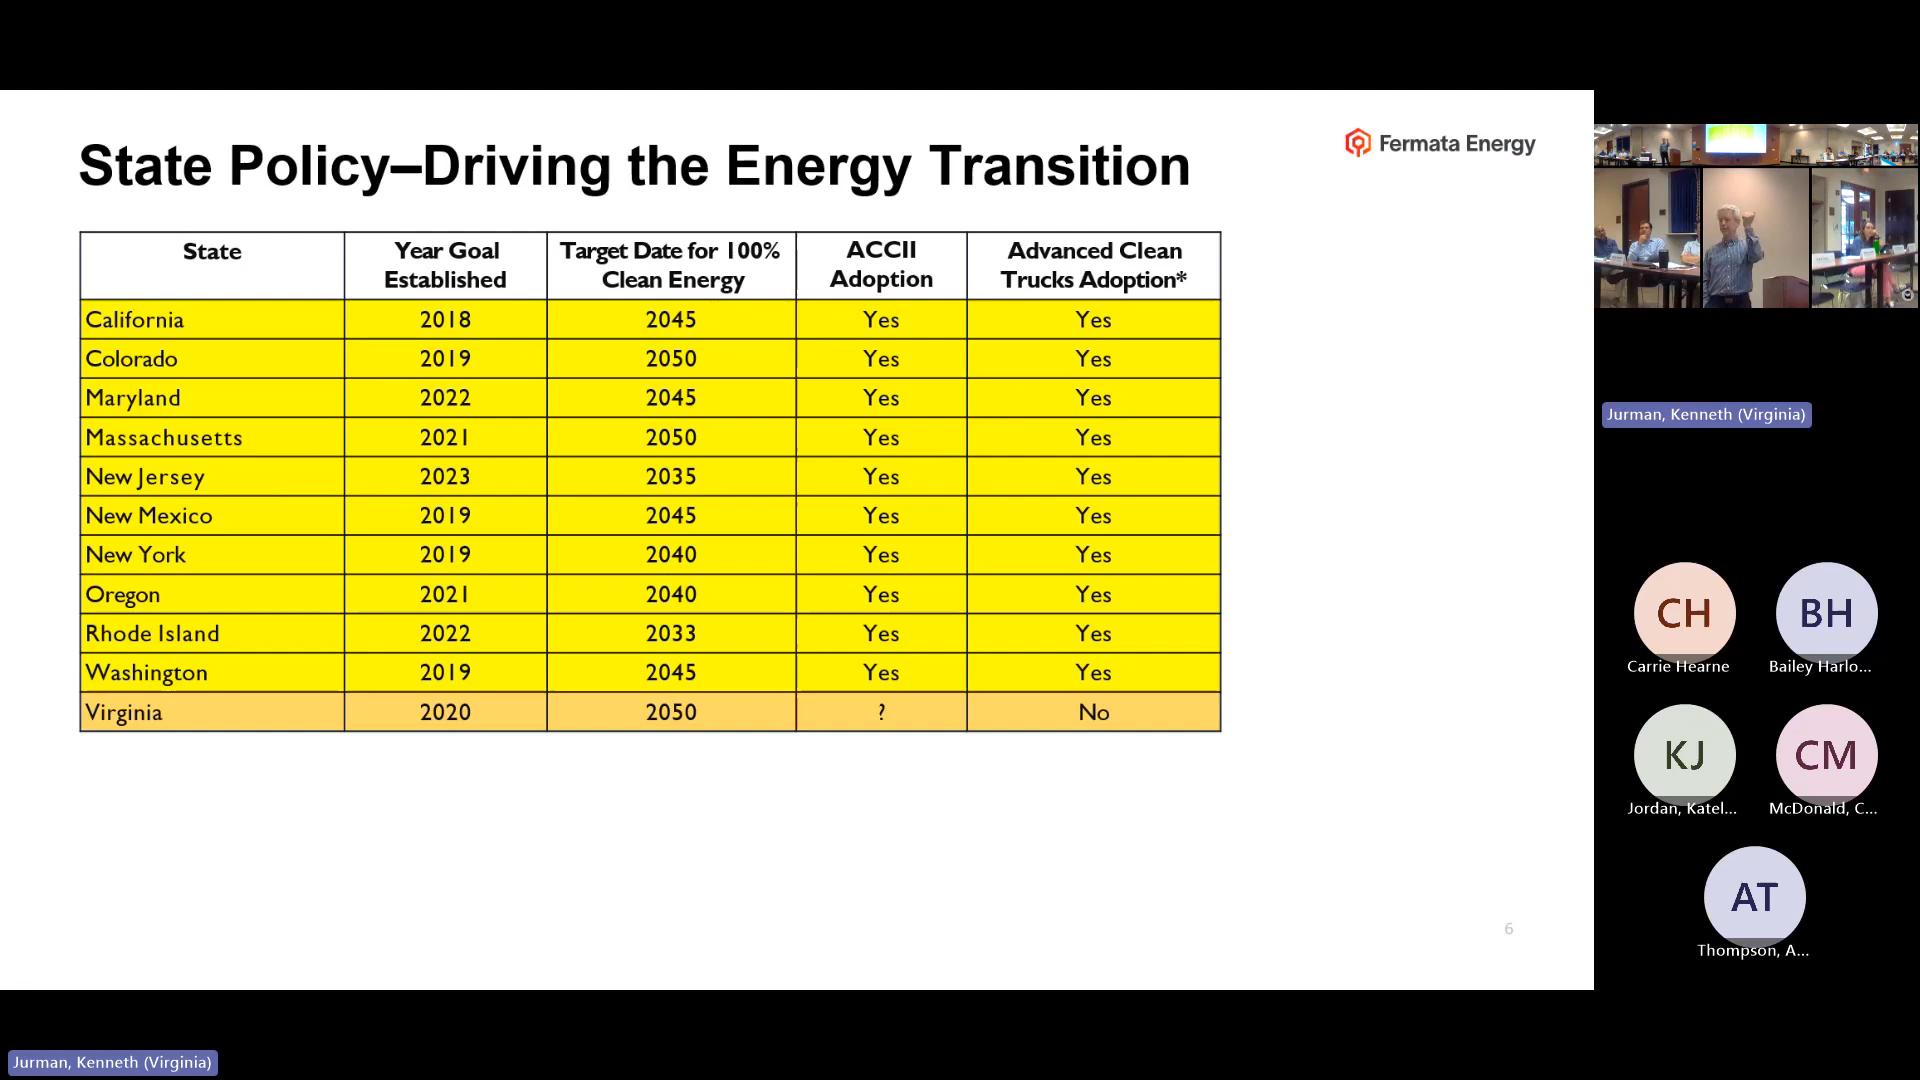 State Policy–Driving the Energy Transition
Fermata Energy
State Year Goal Established Target Date for 100% Clean Energy ACCII Adoption Advanced Clean Trucks Adoption*
California 2018 2045 Yes Yes
Colorado 2019 2050 Yes Yes
Maryland 2022 2045 Yes Yes
Massachusetts 2021 2050 Yes Yes
New Jersey 2023 2035 Yes Yes
New Mexico 2019 2045 Yes Yes
New York 2019 2040 Yes Yes
Oregon 2021 2040 Yes Yes
Rhode Island 2022 2033 Yes Yes
Washington 2019 2045 Yes Yes
Virginia 2020 2050 ? No
6
Jurman, Kenneth (Virginia)
CH
Carrie Hearne
BH
Bailey Harlo...
KJ
Jordan, Katel...
CM
McDonald, C...
AT
Thompson, A...
Jurman, Kenneth (Virginia)